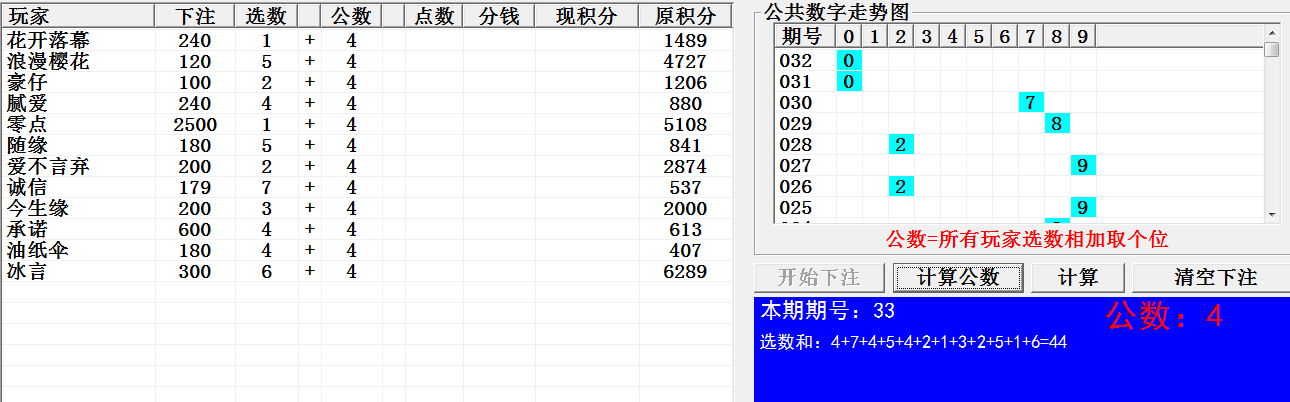 玩家 下注 选数 公数 点数 分钱 现积分 原积分
花开落幕 240 1 + 4 1489
浪漫樱花 120 5 + 4 4727
豪仔 100 2 + 4 1206
腻爱 240 4 + 4 880
零点 2500 1 + 4 5108
随缘 180 5 + 4 841
爱不言弃 200 2 + 4 2874
诚信 179 7 + 4 537
今生缘 200 3 + 4 2000
承诺 600 4 + 4 613
油纸伞 180 4 + 4 407
冰言 300 6 + 4 6289
公共数字走势图
期号 0 1 2 3 4 5 6 7 8 9
032 0
031 0
030 7
029 8
028 2
027 9
026 2
025 9
公数=所有玩家选数相加取个位
开始下注 计算公数 计算 清空下注
本期期号：33
公数：4
选数和：4+7+4+5+4+2+1+3+2+5+1+6=44